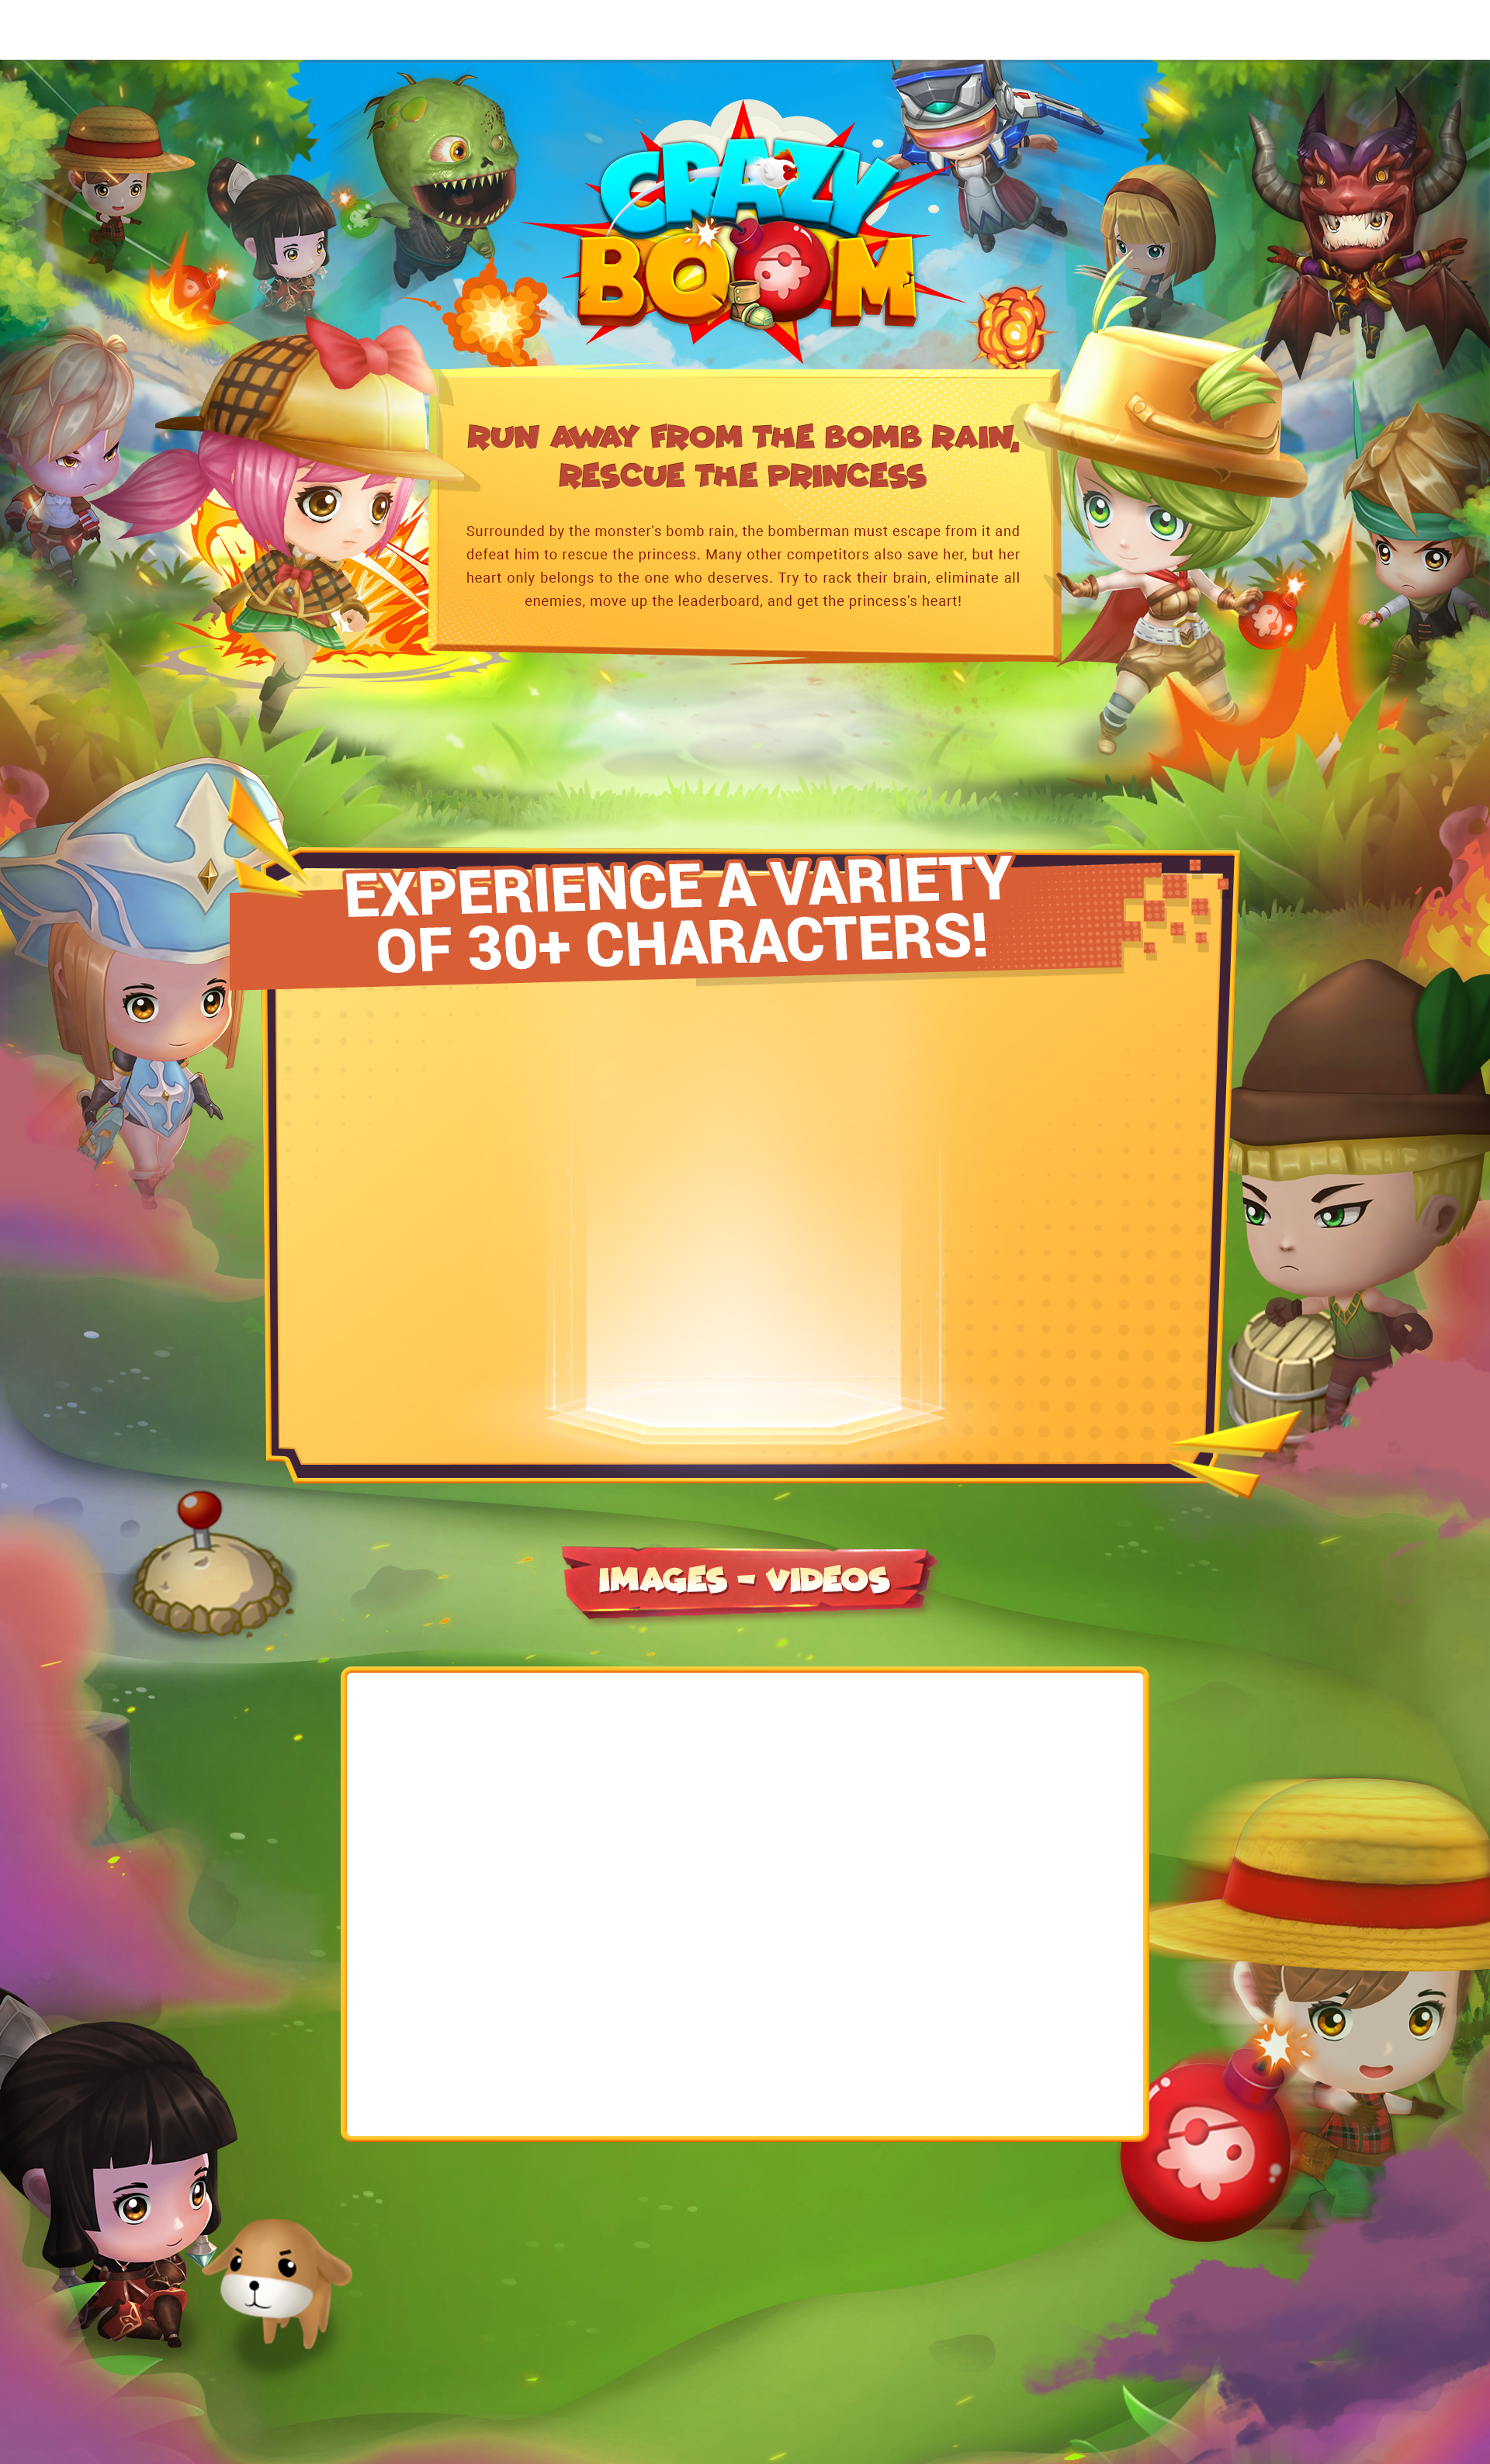 CRAZY
BOOM
RUN AWAY FROM THE BOMB RAIN,
RESCUE THE PRINCESS
Surrounded by the monster's bomb rain, the bomberman must escape from it and
defeat him to rescue the princess. Many other competitors also save her, but her
heart only belongs to the one who deserves. Try to rack their brain, eliminate all
enemies, move up the leaderboard, and get the princess's heart!
EXPERIENCE A VARIETY
OF 30+ CHARACTERS!
IMAGES - VIDEOS